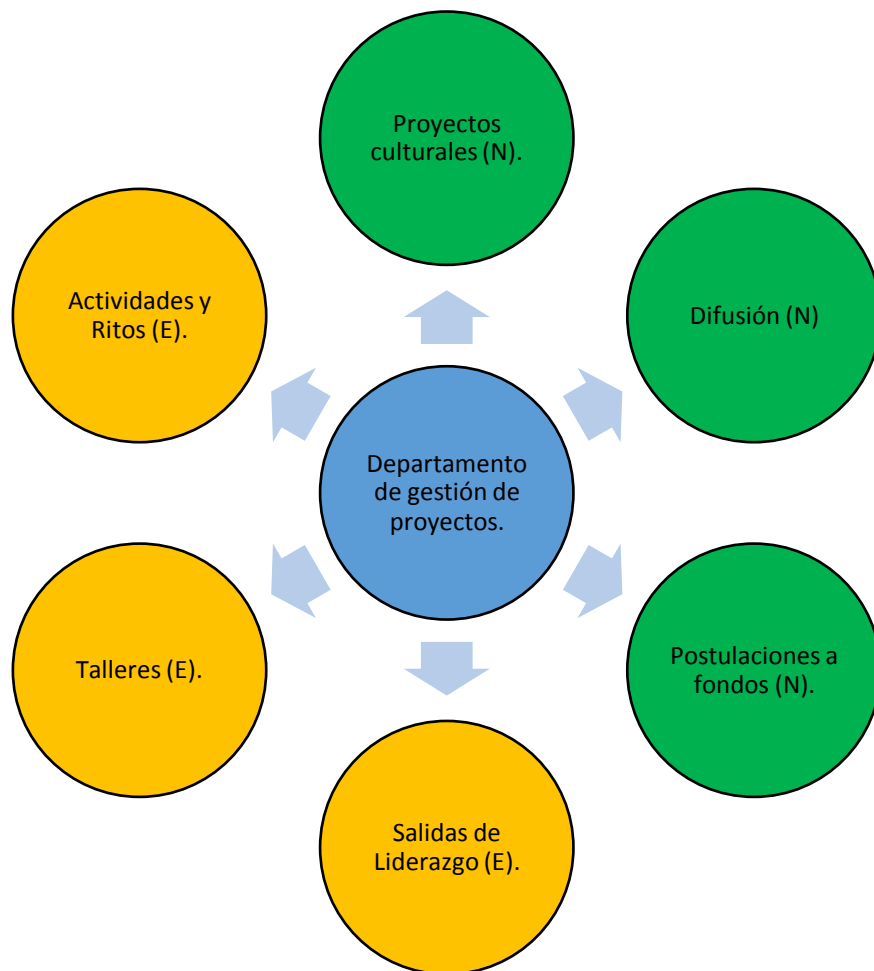 Proyectos
culturales (N).
Actividades y
Ritos (E).
Difusión (N)
Departamento
de gestión de
proyectos.
Talleres (E).
Postulaciones a
fondos (N).
Salidas de
Liderazgo (E).